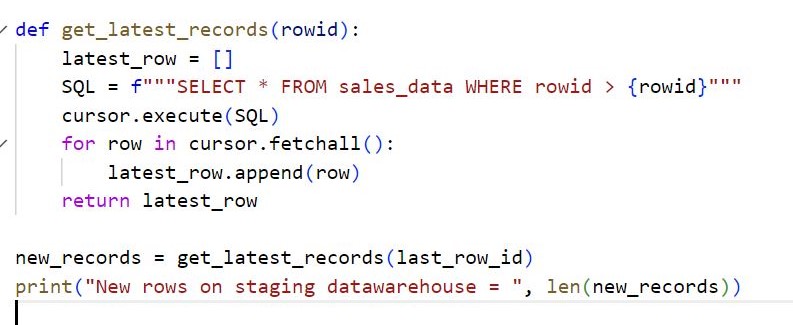 def get_latest_records(rowid):
    latest_row = []
    SQL = f"""SELECT * FROM sales_data WHERE rowid > {rowid}"""
    cursor.execute(SQL)
    for row in cursor.fetchall():
        latest_row.append(row)
    return latest_row
new_records = get_latest_records(last_row_id)
print("New rows on staging datawarehouse = ", len(new_records))